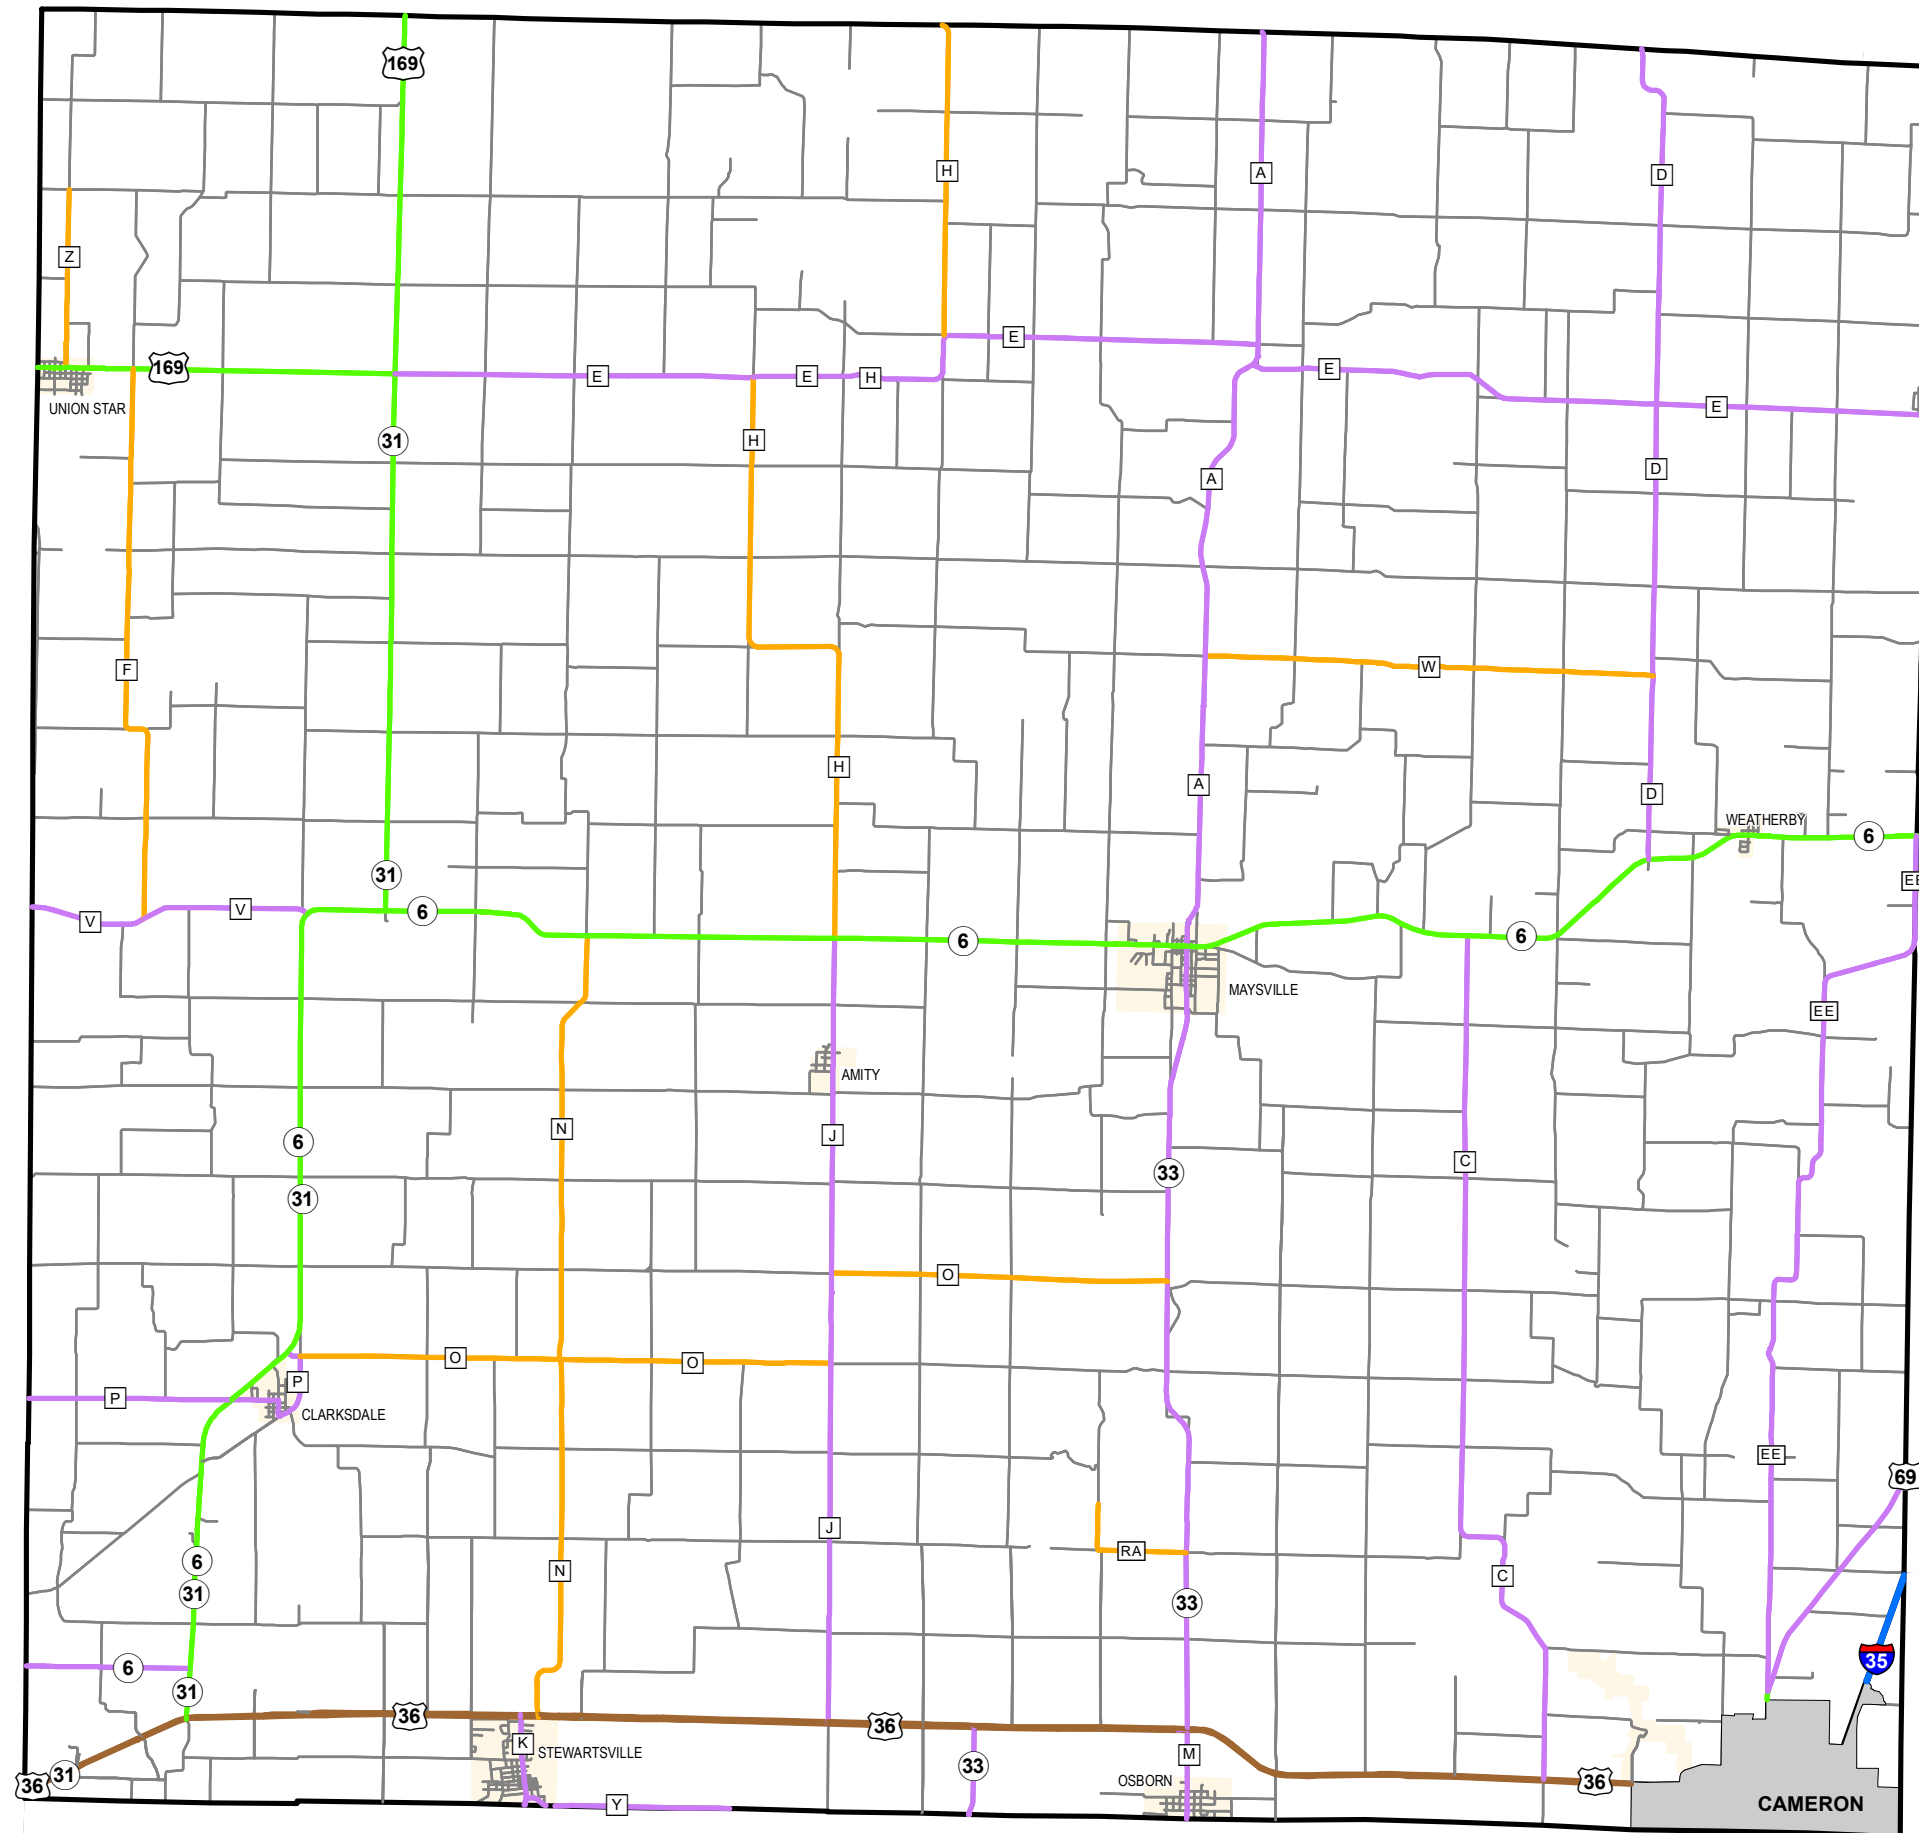 169
H
A
D
Z
E
169
E
E
H
E
E
UNION STAR
31
H
D
A
F
W
H
A
D
WEATHERBY
6
31
EE
V
V
6
6
6
MAYSVILLE
EE
AMITY
N
J
6
33
C
31
O
O
O
P
P
CLARKSDALE
EE
69
J
RA
6
N
C
31
33
35
6
31
36
36
K
STEWARTSVILLE
M
33
31
36
OSBORN
36
Y
CAMERON